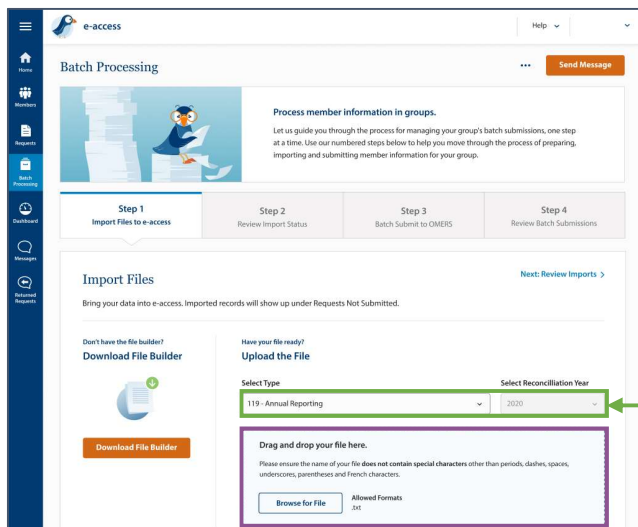 e-access
Help
Home
Members
Requests
Batch
Processing
Dashboard
Messages
Returned
Requests
Batch Processing
•••
Send Message
Process member information in groups.
Let us guide you through the process for managing your group's batch submissions, one step
at a time. Use our numbered steps below to help you move through the process of preparing,
importing and submitting member information for your group.
Step 1
Import Files to e-access
Step 2
Review Import Status
Step 3
Batch Submit to OMERS
Step 4
Review Batch Submissions
Import Files
Next: Review Imports >
Bring your data into e-access. Imported records will show up under Requests Not Submitted.
Don't have the file builder?
Download File Builder
Download File Builder
Have your file ready?
Upload the File
Select Type
119 - Annual Reporting
Select Reconcilliation Year
2020
Drag and drop your file here.
Please ensure the name of your file does not contain special characters other than periods, dashes, spaces,
underscores, parentheses and French characters.
Browse for File
Allowed Formats
.txt